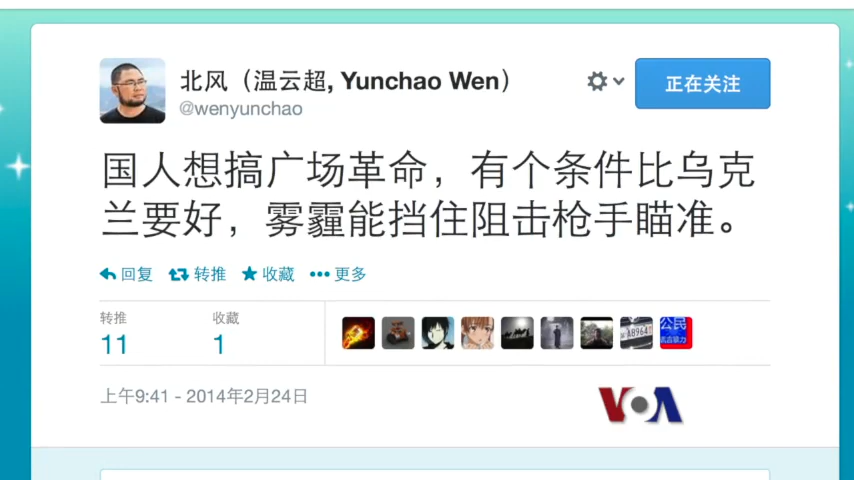 北风（温云超, Yunchao Wen）
@wenyunchao
正在关注
国人想搞广场革命，有个条件比乌克
兰要好，雾霾能挡住阻击枪手瞄准。
回复 转推 收藏 更多
转推 收藏
11 1
A8964
公民
上午9:41 - 2014年2月24日
VOA